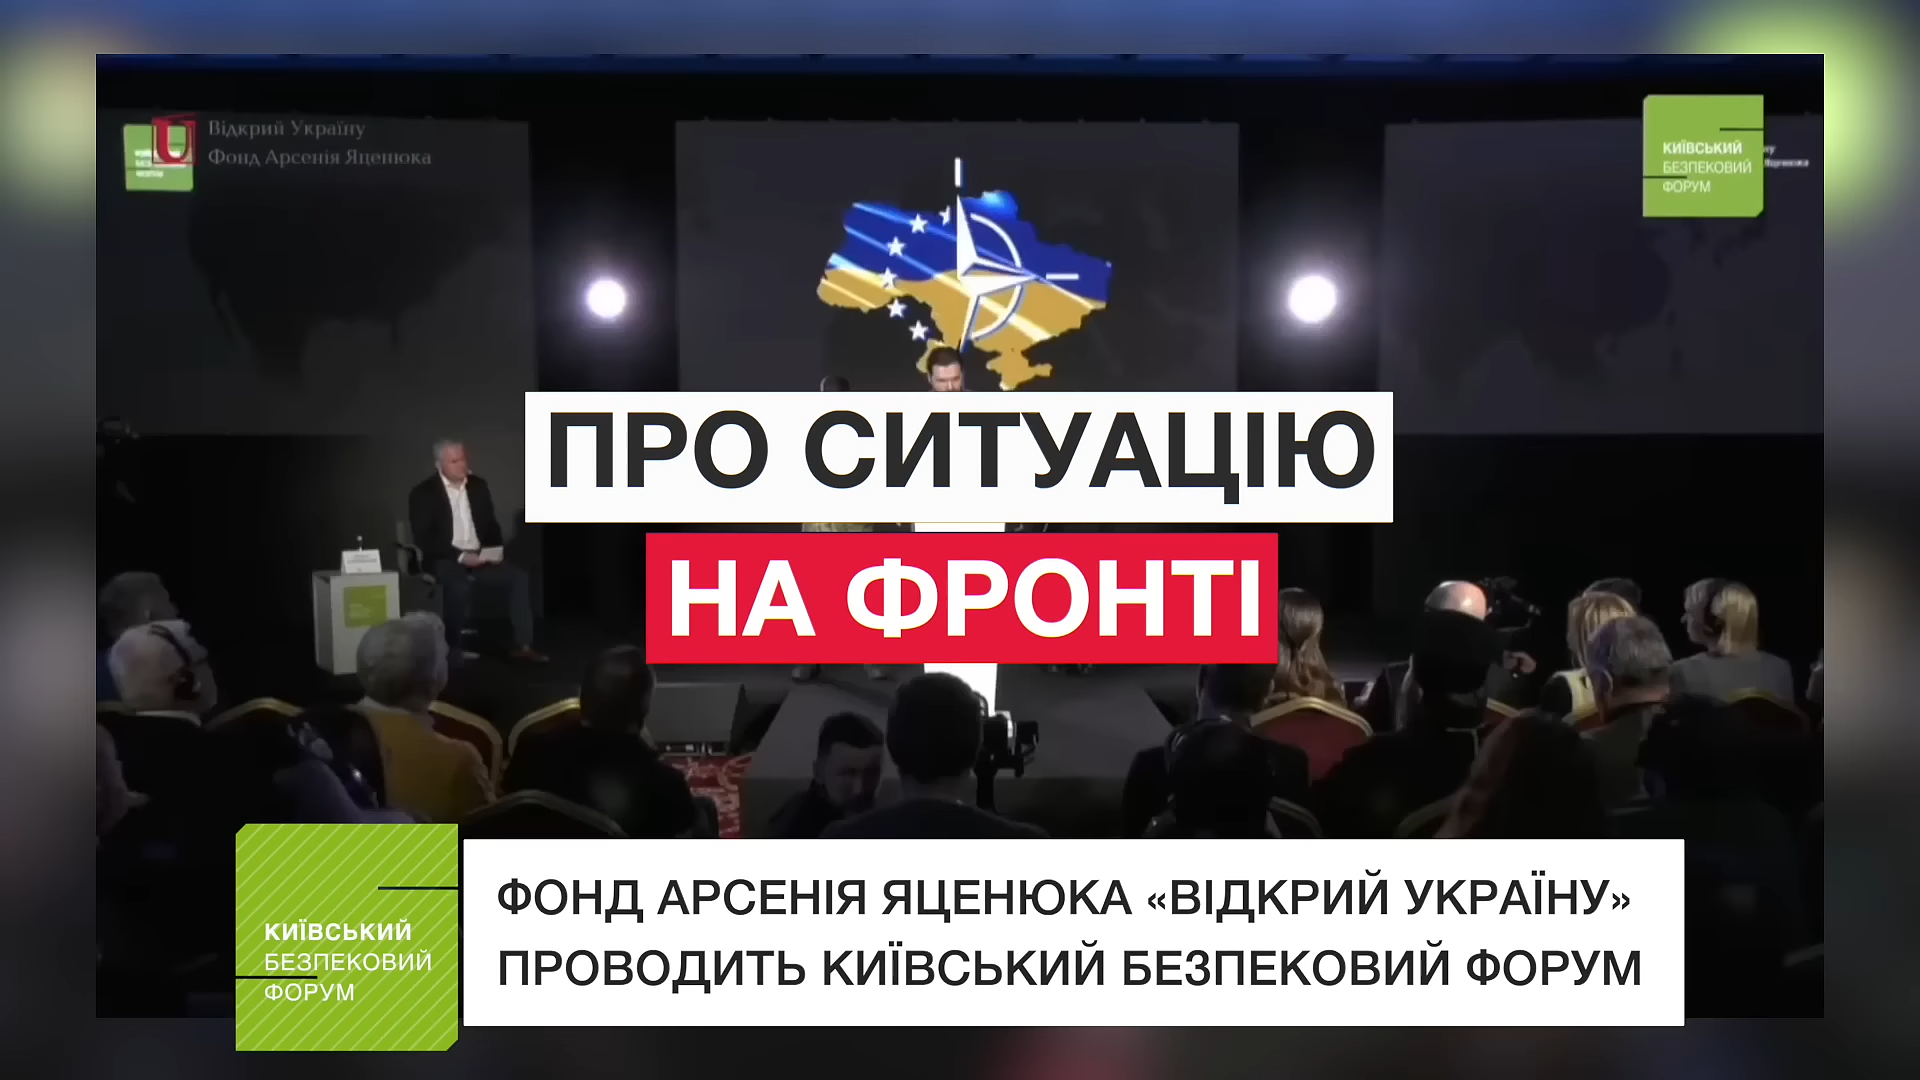 Відкрий Україну
Фонд Арсенія Яценюка
КИЇВСЬКИЙ
БЕЗПЕКОВИЙ
ФОРУМ
ПРО СИТУАЦІЮ
НА ФРОНТІ
КИЇВСЬКИЙ
БЕЗПЕКОВИЙ
ФОРУМ
ФОНД АРСЕНІЯ ЯЦЕНЮКА «ВІДКРИЙ УКРАЇНУ»
ПРОВОДИТЬ КИЇВСЬКИЙ БЕЗПЕКОВИЙ ФОРУМ